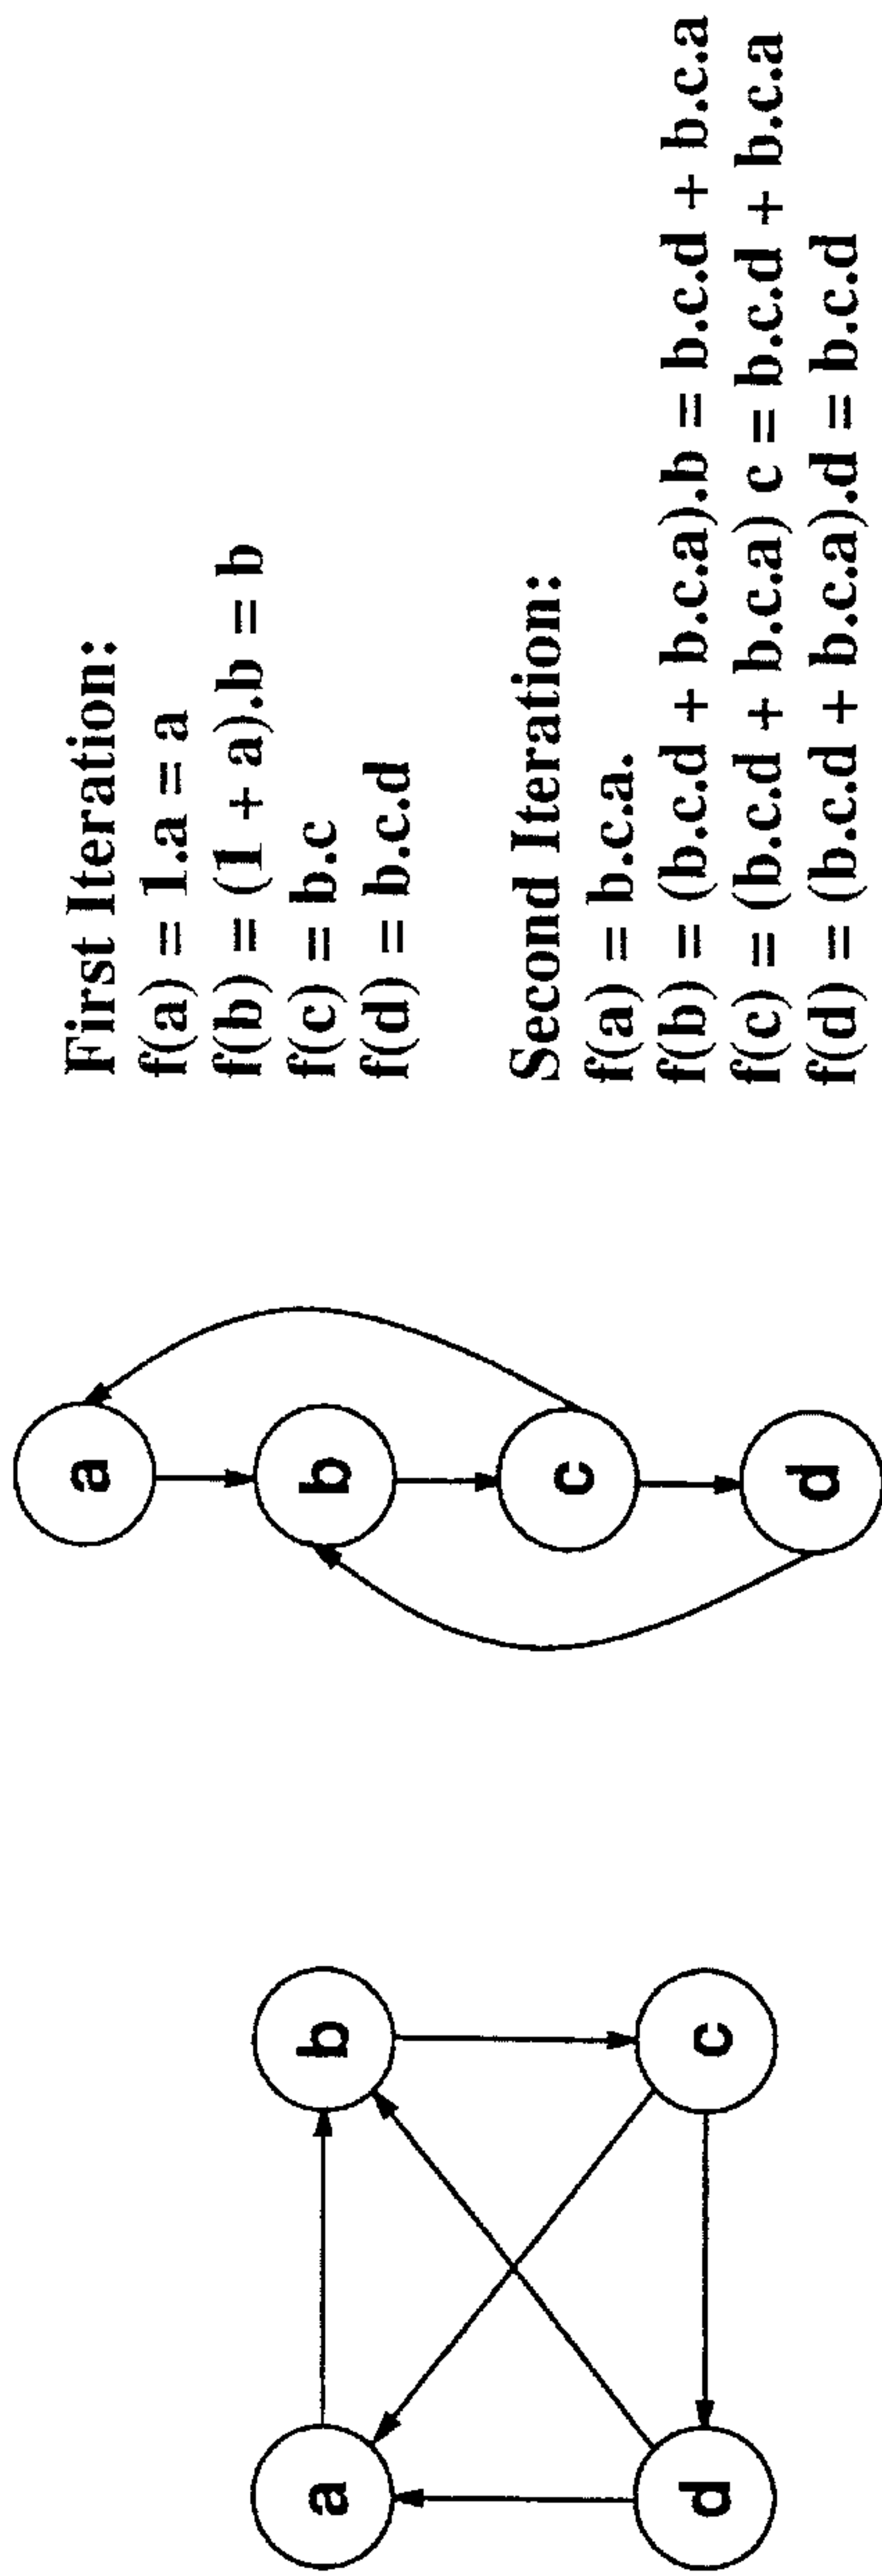 a
b
d
c
a
b
c
d
First Iteration:
f(a) = 1.a = a
f(b) = (1 + a).b = b
f(c) = b.c
f(d) = b.c.d
Second Iteration:
f(a) = b.c.a.
f(b) = (b.c.d + b.c.a).b = b.c.d + b.c.a
f(c) = (b.c.d + b.c.a) c = b.c.d + b.c.a
f(d) = (b.c.d + b.c.a).d = b.c.d